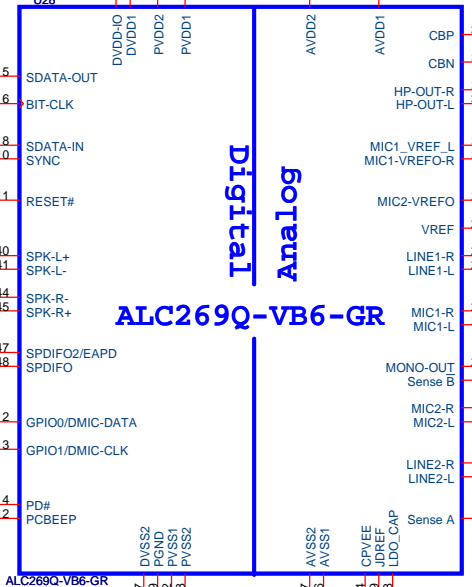 DVDD-IO
DVDD1
PVDD2
PVDD1
AVDD2
AVDD1
CBP
CBN
5
SDATA-OUT
HP-OUT-R
6
BIT-CLK
HP-OUT-L
8
SDATA-IN
MIC1_VREF_L
0
SYNC
MIC1-VREFO-R
Digital
Analog
1
RESET#
MIC2-VREFO
VREF
40
SPK-L+
LINE1-R
41
SPK-L-
LINE1-L
44
SPK-R-
45
SPK-R+
MIC1-R
ALC269Q-VB6-GR
MIC1-L
47
SPDIFO2/EAPD
48
SPDIFO
MONO-OUT
Sense B
MIC2-R
2
GPIO0/DMIC-DATA
MIC2-L
3
GPIO1/DMIC-CLK
LINE2-R
LINE2-L
4
PD#
2
PCBEEP
Sense A
DVSS2
PGND
PVSS1
PVSS2
AVSS2
AVSS1
CPVEE
JDREF
LDO_CAP
ALC269Q-VB6-GR